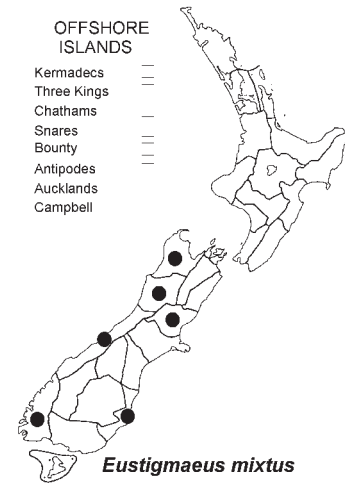 OFFSHORE
ISLANDS
Kermadecs
Three Kings
Chathams
Snares
Bounty
Antipodes
Aucklands
Campbell
Eustigmaeus mixtus